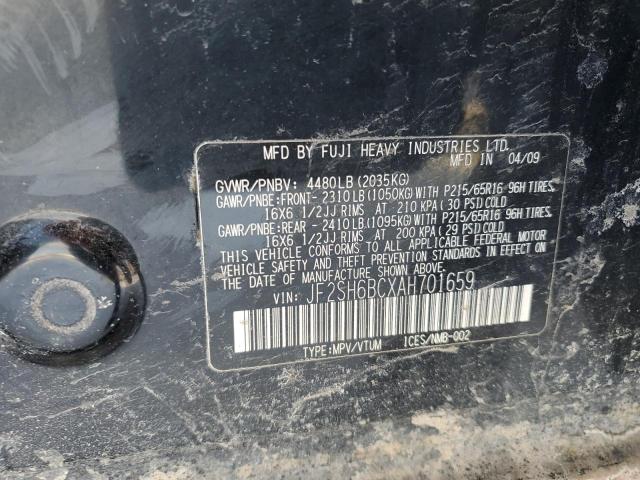 MFD BY FUJI HEAVY INDUSTRIES LTD.
MFD IN 04/09
GVWR/PNBV: 4480LB(2035KG)
GAWR/PNBE:FRONT- 2310LB(1050KG)WITH P215/65R16 96H TIRES,
16X6 1/2JJ RIMS AT 210 KPA(30 PSI)COLD
GAWR/PNBE:REAR - 2410LB(1095KG)WITH P215/65R16 96H TIRES,
16X6 1/2JJ RIMS AT 200 KPA(29 PSI)COLD
THIS VEHICLE CONFORMS TO ALL APPLICABLE FEDERAL MOTOR
VEHICLE SAFETY AND THEFT PREVENTION STANDARDS IN EFFECT ON THE
DATE OF MANUFACTURE SHOWN ABOVE.
VIN: JF2SH6BCXAH701659
TYPE:MPV/VTUM ICES/NMB-002